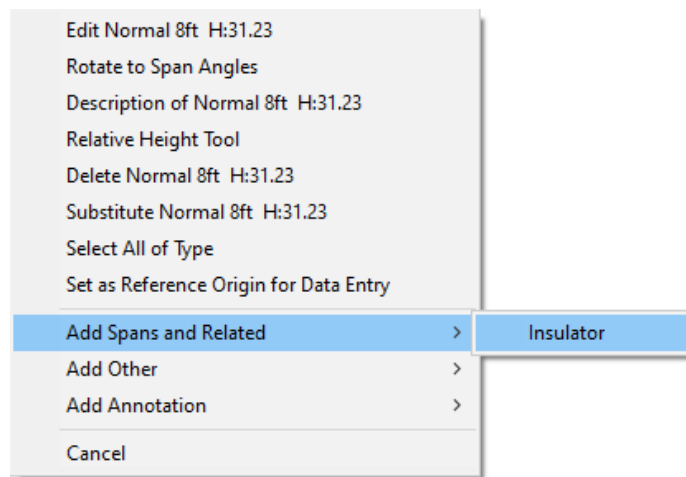 Edit Normal 8ft  H:31.23
Rotate to Span Angles
Description of Normal 8ft  H:31.23
Relative Height Tool
Delete Normal 8ft  H:31.23
Substitute Normal 8ft  H:31.23
Select All of Type
Set as Reference Origin for Data Entry
Add Spans and Related > Insulator
Add Other >
Add Annotation >
Cancel